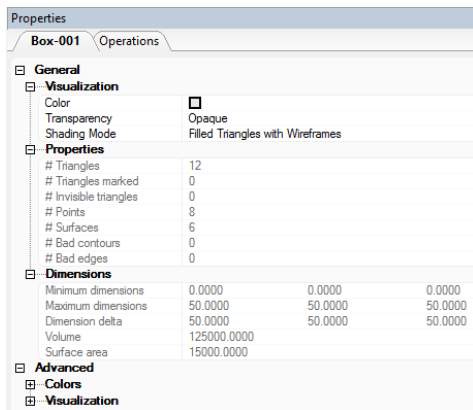 Properties
Box-001 Operations
General
Visualization
Color
Transparency Opaque
Shading Mode Filled Triangles with Wireframes
Properties
# Triangles 12
# Triangles marked 0
# Invisible triangles 0
# Points 8
# Surfaces 6
# Bad contours 0
# Bad edges 0
Dimensions
Minimum dimensions 0.0000 0.0000 0.0000
Maximum dimensions 50.0000 50.0000 50.0000
Dimension delta 50.0000 50.0000 50.0000
Volume 125000.0000
Surface area 15000.0000
Advanced
Colors
Visualization